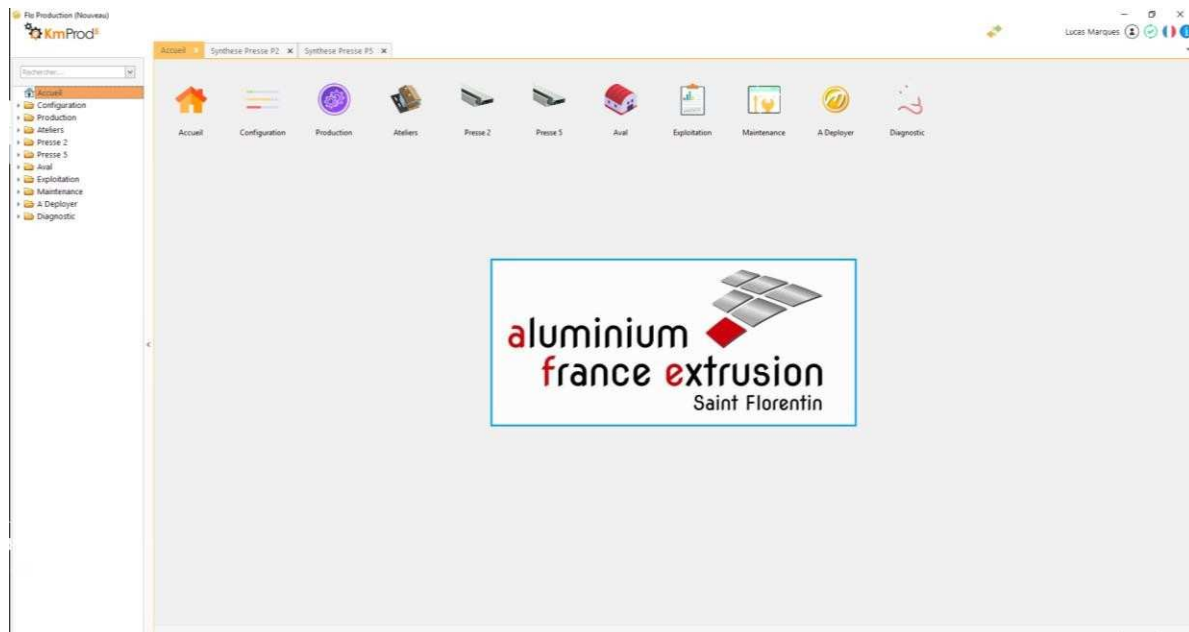 Flo Production (Nouveau)
KmProd
Lucas Marques
Accueil
Synthese Presse P2
Synthese Presse P5
Rechercher...
Accueil
Configuration
Production
Ateliers
Presse 2
Presse 5
Aval
Exploitation
Maintenance
A Deployer
Diagnostic
Accueil
Configuration
Production
Ateliers
Presse 2
Presse 5
Aval
Exploitation
Maintenance
A Deployer
Diagnostic
aluminium
france extrusion
Saint Florentin